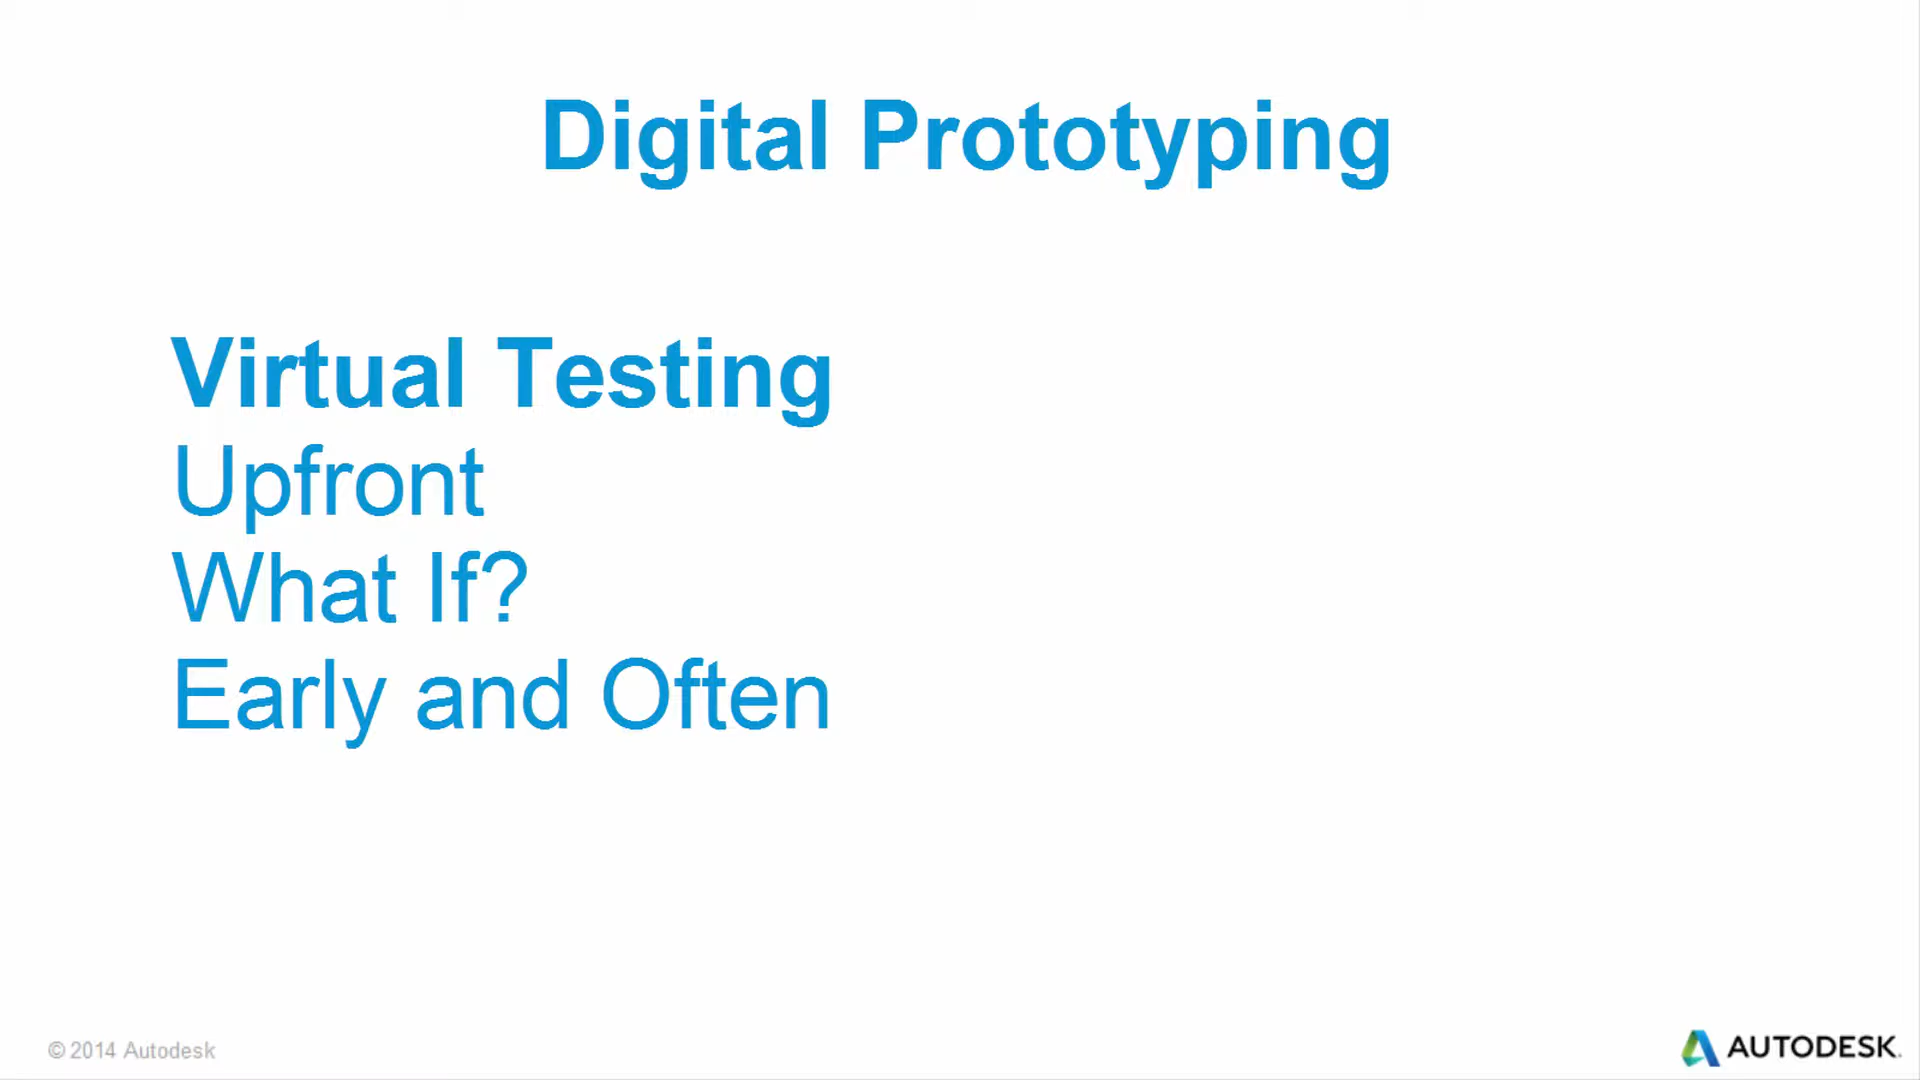 Digital Prototyping
Virtual Testing
Upfront
What If?
Early and Often
© 2014 Autodesk
AUTODESK.